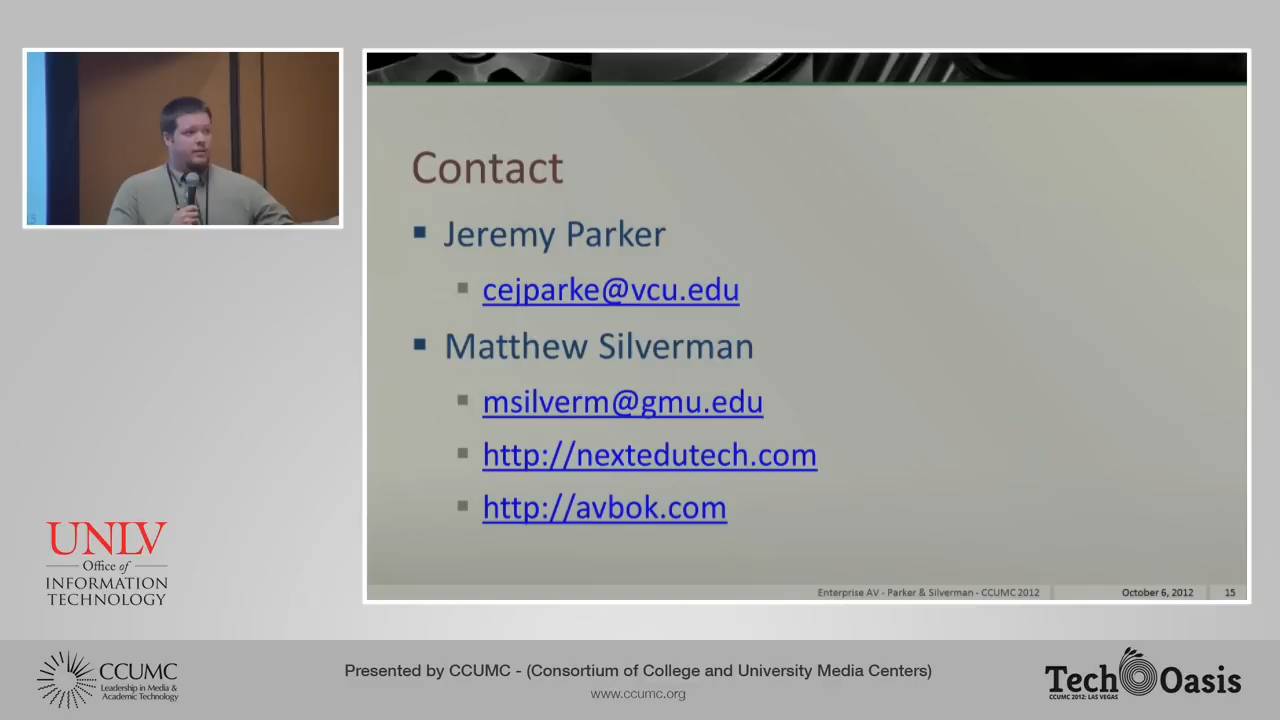 Contact
Jeremy Parker
cejparke@vcu.edu
Matthew Silverman
msilverm@gmu.edu
http://nextedutech.com
http://avbok.com
Enterprise AV - Parker & Silverman - CCUMC 2012
October 6, 2012
15
15
UNLV
Office of
INFORMATION
TECHNOLOGY
CCUMC
Leadership in Media &
Academic Technology
Presented by CCUMC - (Consortium of College and University Media Centers)
www.ccumc.org
Tech Oasis
CCUMC 2012: LAS VEGAS